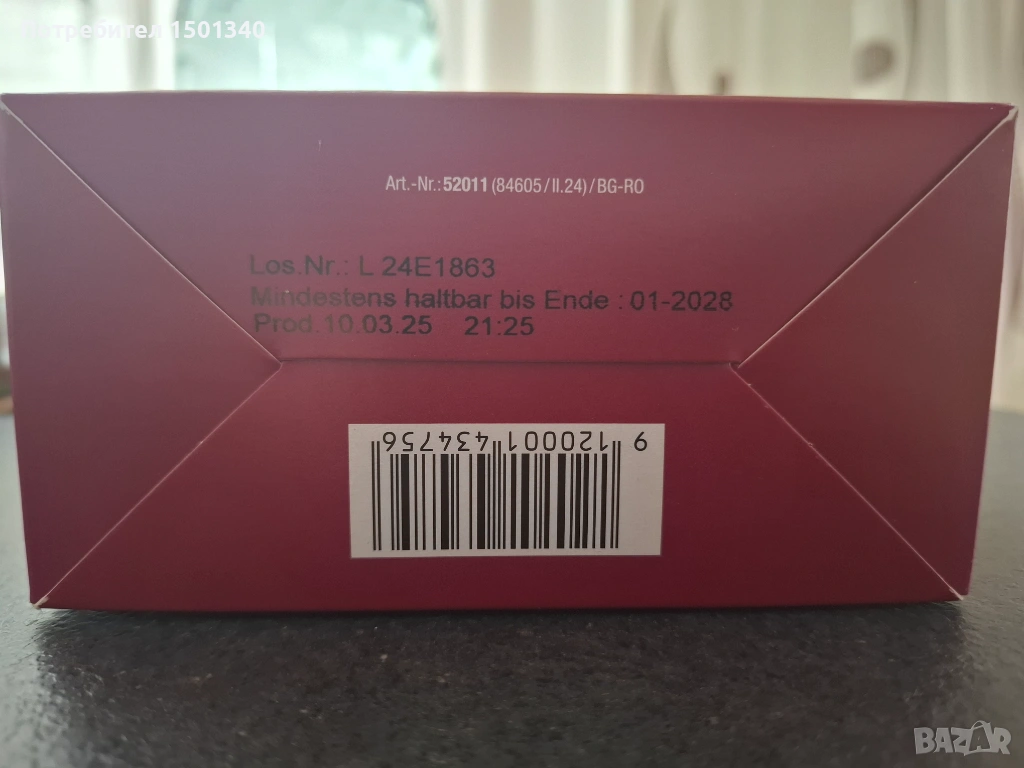 Потребител 1501340
Art.-Nr.: 52011 (84605/II.24)/BG-RO
Los.Nr.: L 24E1863
Mindestens haltbar bis Ende : 01-2028
Prod.10.03.25 21:25
9 120001 434756
BAZAR